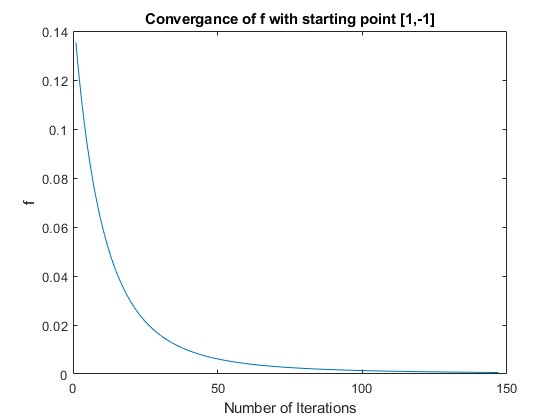 Convergance of f with starting point [1,-1]
0.14
0.12
0.1
0.08
0.06
0.04
0.02
0
f
0 50 100 150
Number of Iterations